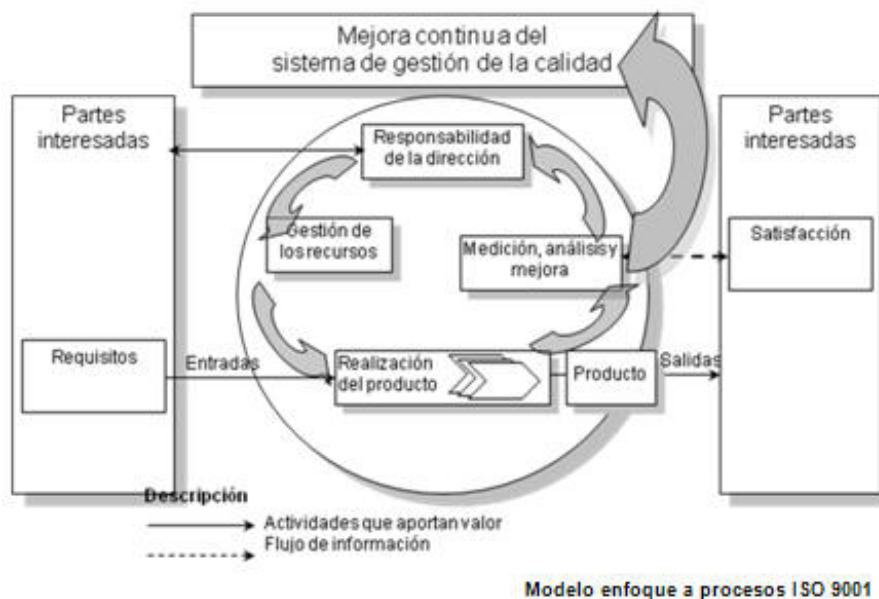 Mejora continua del
sistema de gestión de la calidad
Partes
interesadas
Responsabilidad
de la dirección
Partes
interesadas
Gestión de
los recursos
Medición, análisis y
mejora
Satisfacción
Requisitos
Entradas
Realización
del producto
Producto
Salidas
Descripción
Actividades que aportan valor
Flujo de información
Modelo enfoque a procesos ISO 9001